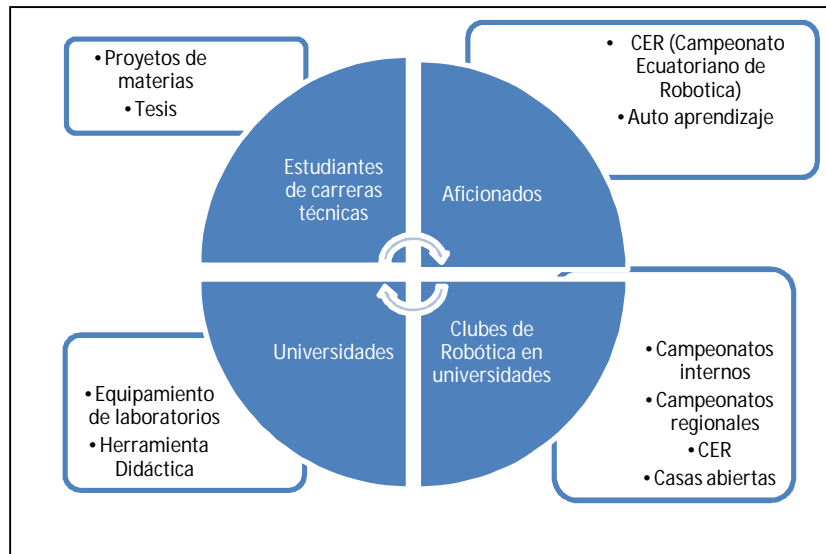 • Proyetos de
materias
• Tesis
• CER (Campeonato
Ecuatoriano de
Robotica)
• Auto aprendizaje
Estudiantes
de carreras
técnicas
Aficionados
Universidades
Clubes de
Robótica en
universidades
• Equipamiento
de laboratorios
• Herramienta
Didáctica
• Campeonatos
internos
• Campeonatos
regionales
• CER
• Casas abiertas